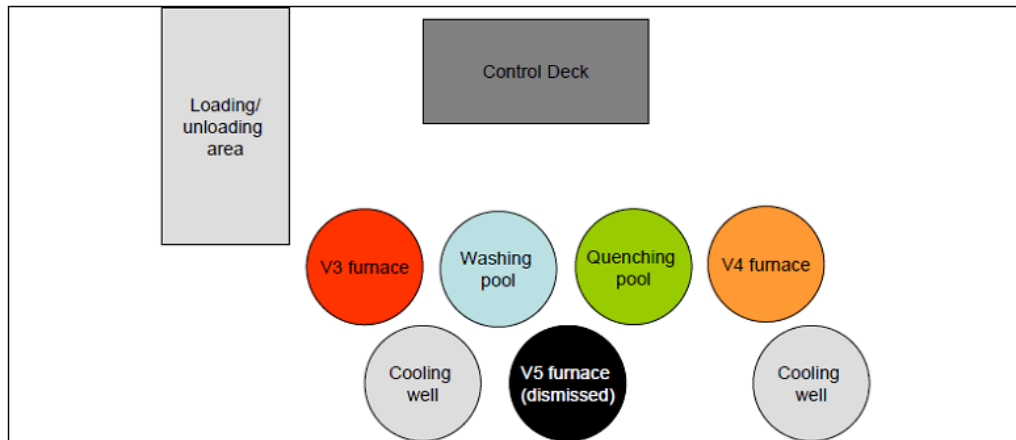 Control Deck
Loading/
unloading
area
V3 furnace
Washing
pool
Quenching
pool
V4 furnace
Cooling
well
V5 furnace
(dismissed)
Cooling
well